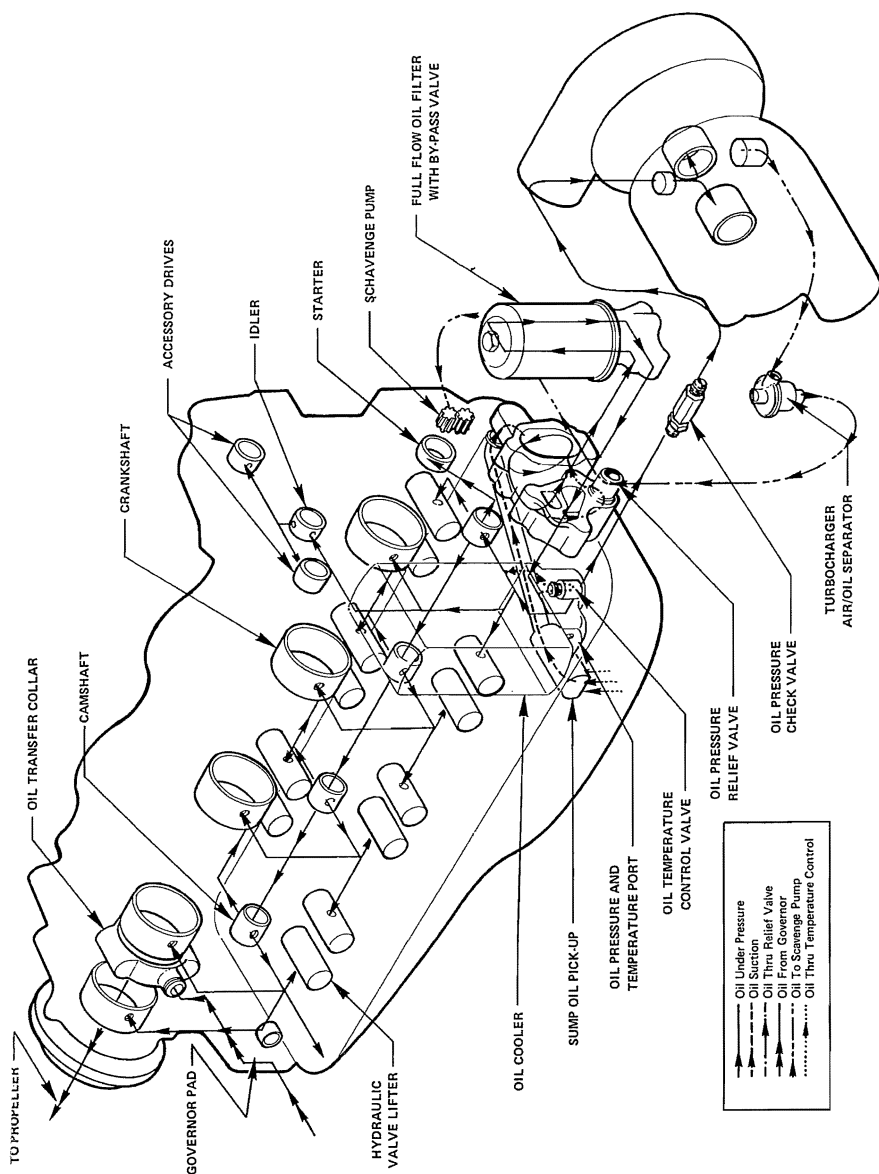 TO PROPELLER
OIL TRANSFER COLLAR
CAMSHAFT
CRANKSHAFT
ACCESSORY DRIVES
IDLER
STARTER
SCHAVENGE PUMP
FULL FLOW OIL FILTER
WITH BY-PASS VALVE
GOVERNOR PAD
HYDRAULIC
VALVE LIFTER
OIL COOLER
SUMP OIL PICK-UP
OIL PRESSURE AND
TEMPERATURE PORT
OIL TEMPERATURE
CONTROL VALVE
OIL PRESSURE
RELIEF VALVE
OIL PRESSURE
CHECK VALVE
TURBOCHARGER
AIR/OIL SEPARATOR
Oil Under Pressure
Oil Suction
Oil Thru Relief Valve
Oil From Governor
Oil To Scavenge Pump
Oil Thru Temperature Control